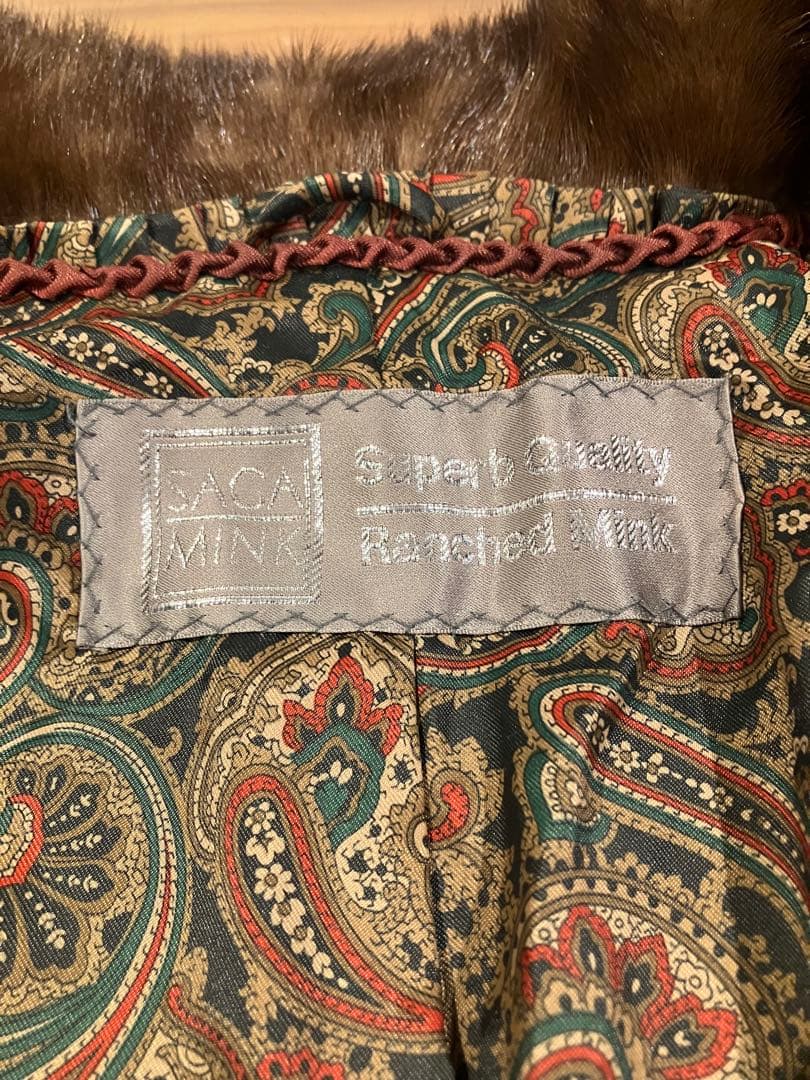 SAGA
MINK
Superb Quality
Ranched Mink